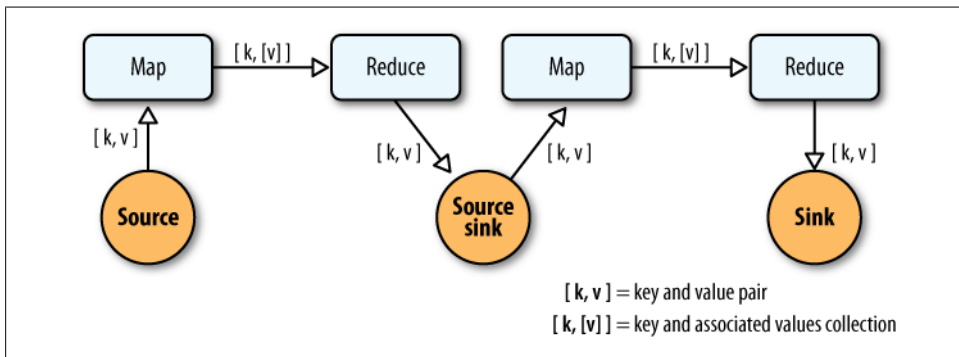 Map
[ k, [v] ]
Reduce
Map
[ k, [v] ]
Reduce
[ k, v ]
[ k, v ]
[ k, v ]
[ k, v ]
Source
Source
sink
Sink
[ k, v ] = key and value pair
[ k, [v] ] = key and associated values collection